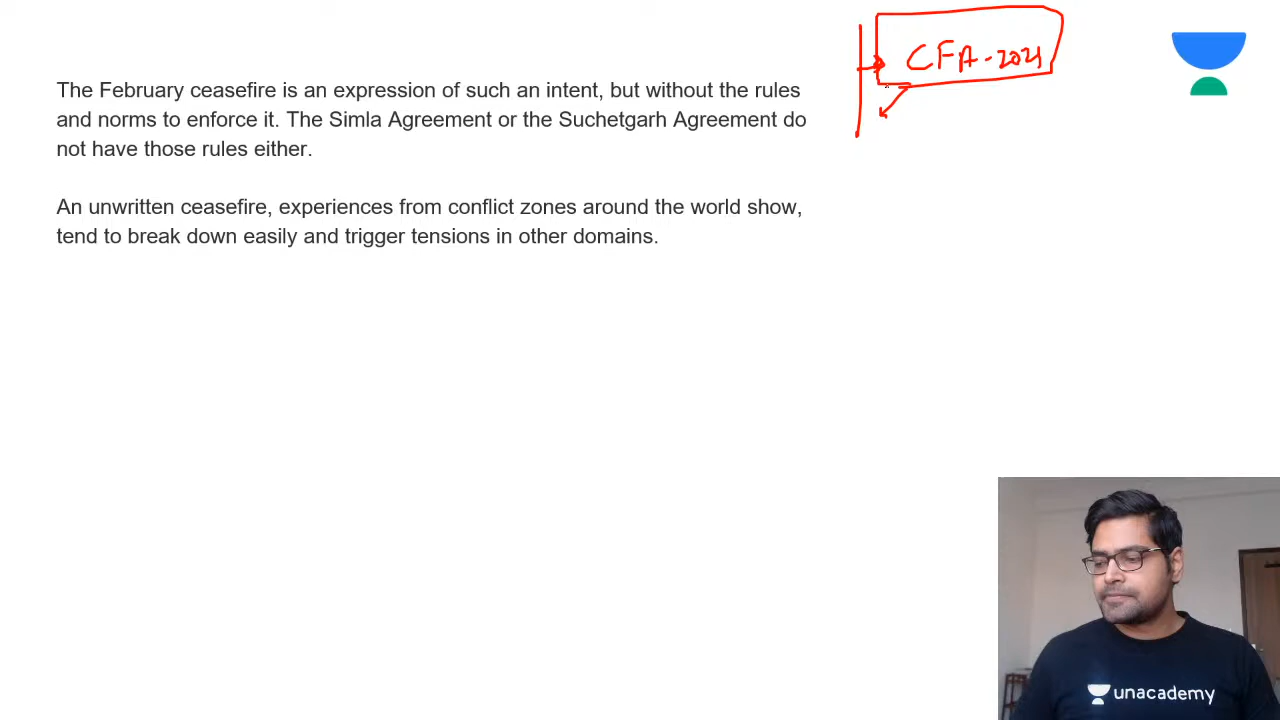 CFA-2021
The February ceasefire is an expression of such an intent, but without the rules
and norms to enforce it. The Simla Agreement or the Suchetgarh Agreement do
not have those rules either.
An unwritten ceasefire, experiences from conflict zones around the world show,
tend to break down easily and trigger tensions in other domains.
unacademy